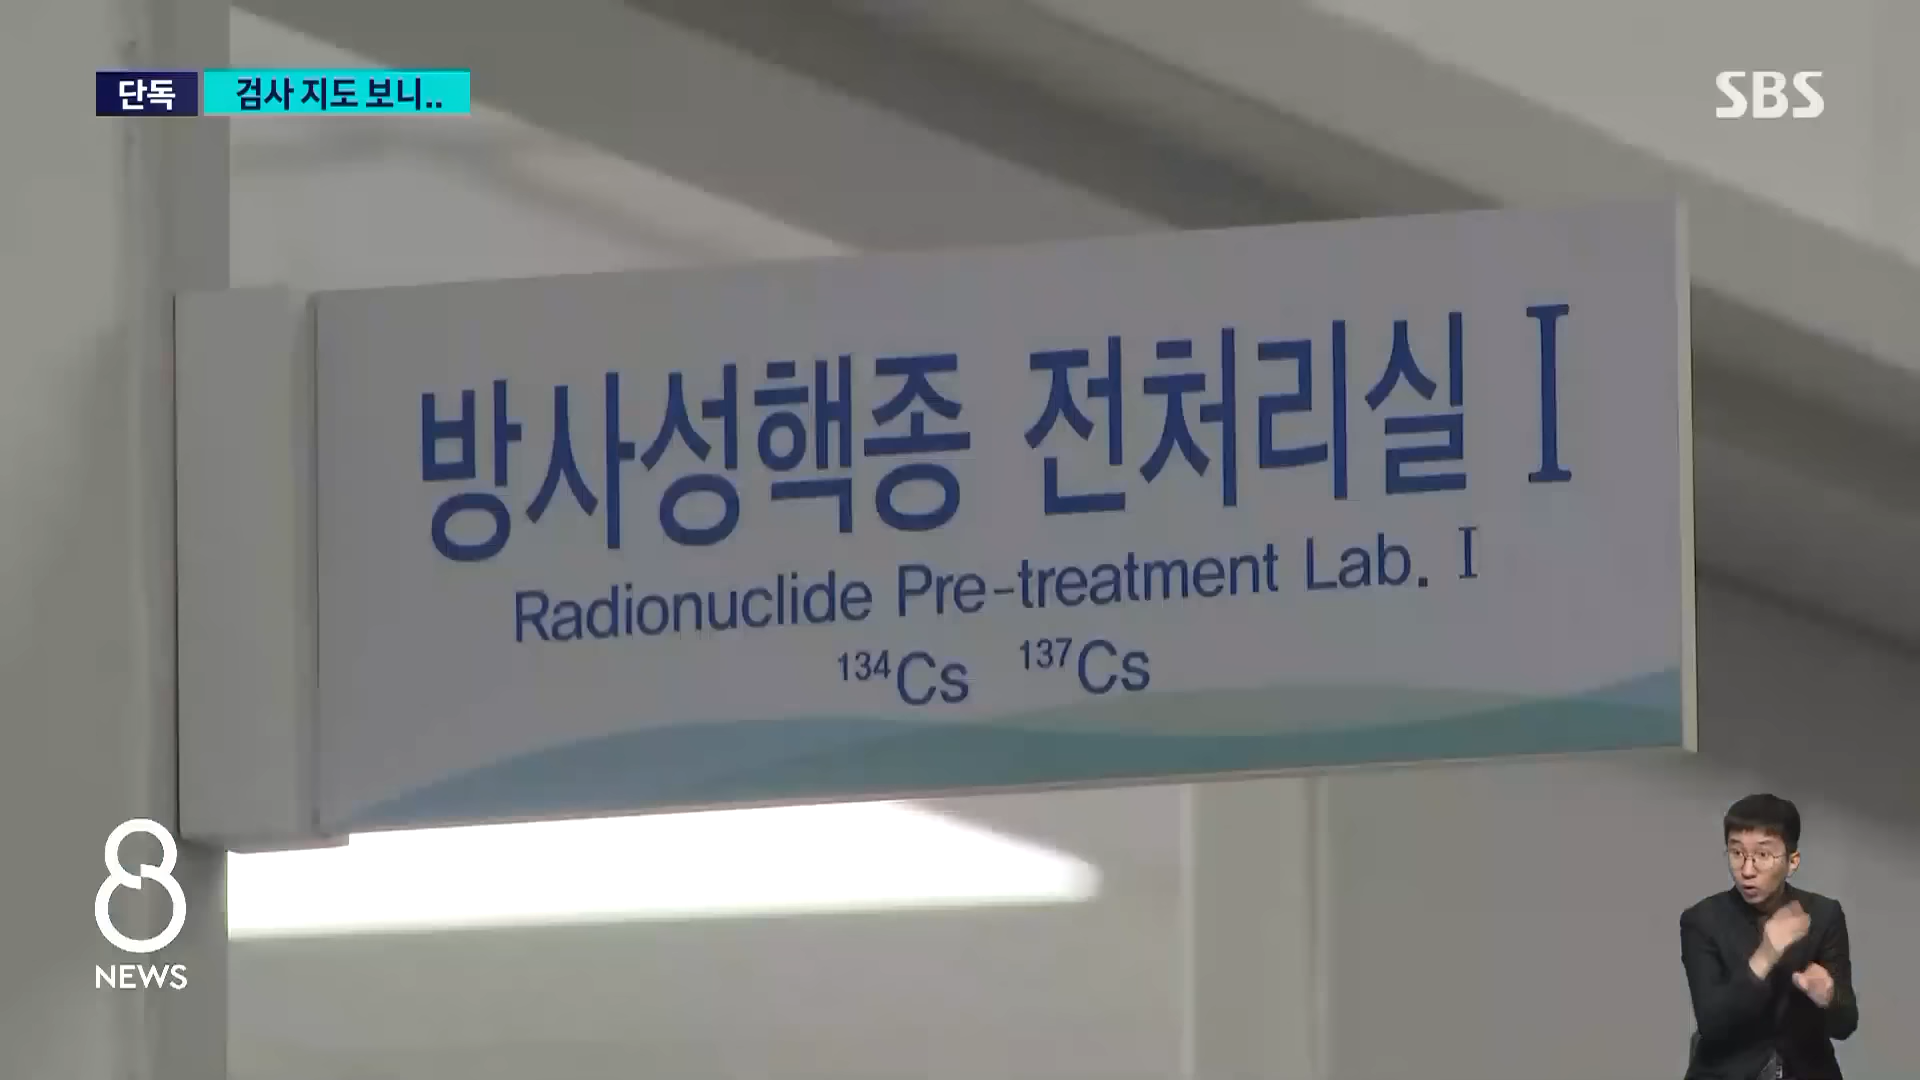 단독 검사 지도 보니..
SBS
방사성핵종 전처리실 Ⅰ
Radionuclide Pre-treatment Lab. Ⅰ
¹³⁴Cs ¹³⁷Cs
8
NEWS